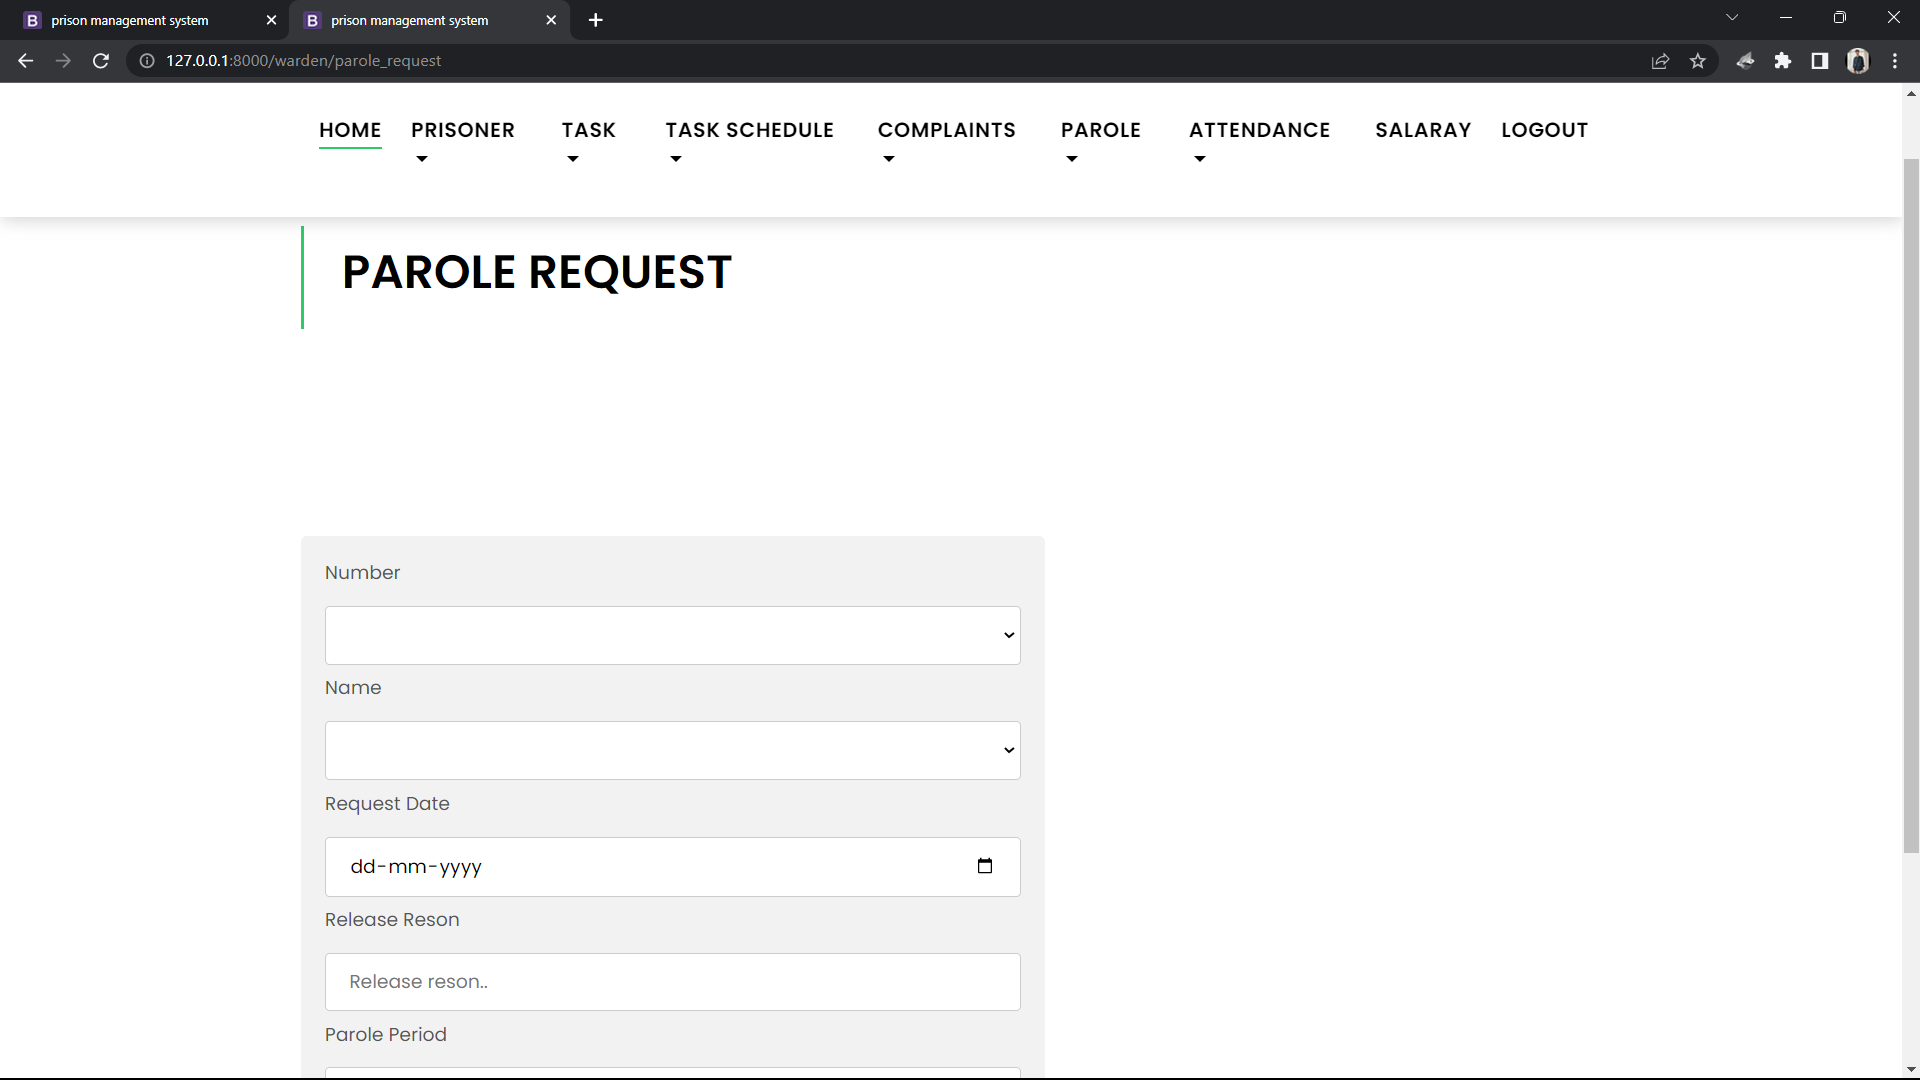 prison management system
prison management system
127.0.0.1:8000/warden/parole_request
HOME PRISONER TASK TASK SCHEDULE COMPLAINTS PAROLE ATTENDANCE SALARAY LOGOUT
PAROLE REQUEST
Number
Name
Request Date
dd-mm-yyyy
Release Reson
Release reson..
Parole Period